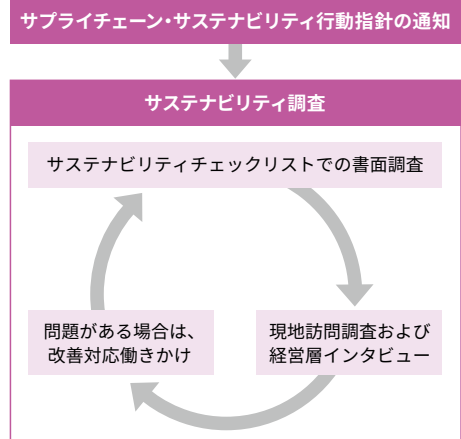 サプライチェーン・サステナビリティ行動指針の通知
サステナビリティ調査
サステナビリティチェックリストでの書面調査
問題がある場合は、
改善対応働きかけ
現地訪問調査および
経営層インタビュー